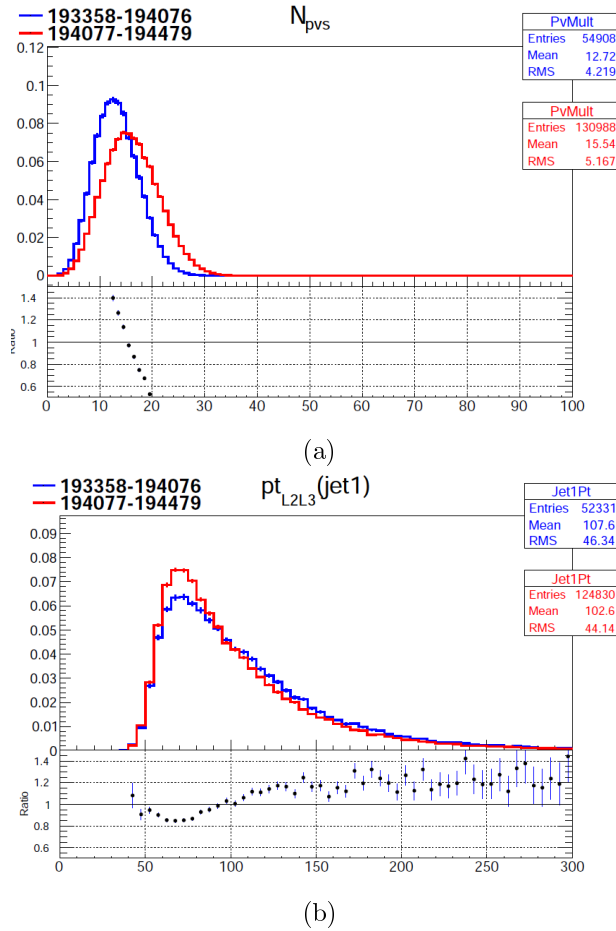 193358-194076
194077-194479
N_pvs
PvMult
Entries 54908
Mean 12.72
RMS 4.219
PvMult
Entries 130988
Mean 15.54
RMS 5.167
0.12
0.1
0.08
0.06
0.04
0.02
0
1.4
1.2
1
0.8
0.6
Ratio
0 10 20 30 40 50 60 70 80 90 100
(a)
193358-194076
194077-194479
pt_L2L3(jet1)
Jet1Pt
Entries 52331
Mean 107.6
RMS 46.34
Jet1Pt
Entries 124830
Mean 102.6
RMS 44.14
0.09
0.08
0.07
0.06
0.05
0.04
0.03
0.02
0.01
0
1.4
1.2
1
0.8
0.6
Ratio
0 50 100 150 200 250 300
(b)